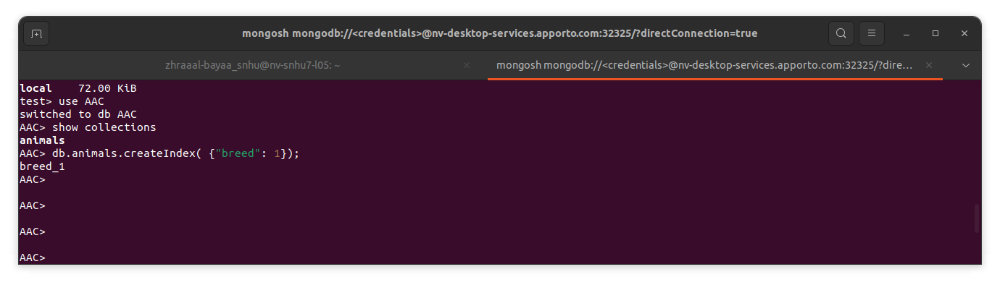 mongosh mongodb://<credentials>@nv-desktop-services.apporto.com:32325/?directConnection=true
zhraaal-bayaa_snhu@nv-snhu7-l05: ~
mongosh mongodb://<credentials>@nv-desktop-services.apporto.com:32325/?dire...
local    72.00 KiB
test> use AAC
switched to db AAC
AAC> show collections
animals
AAC> db.animals.createIndex( {"breed": 1});
breed_1
AAC>
AAC>
AAC>
AAC>